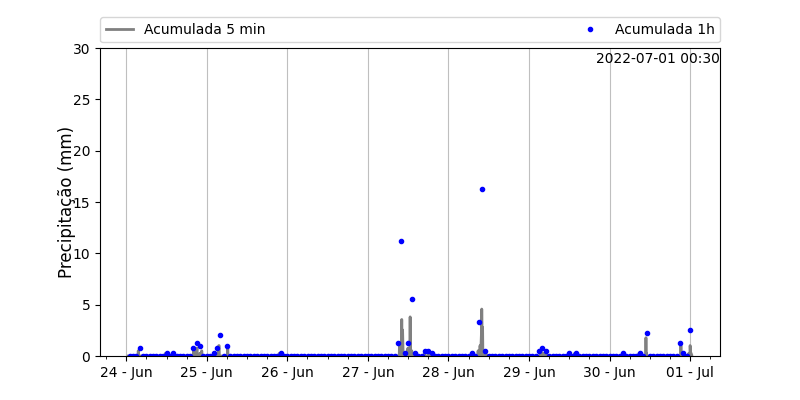 Acumulada 5 min Acumulada 1h
2022-07-01 00:30
Precipitação (mm)
30
25
20
15
10
5
0
24 - Jun 25 - Jun 26 - Jun 27 - Jun 28 - Jun 29 - Jun 30 - Jun 01 - Jul